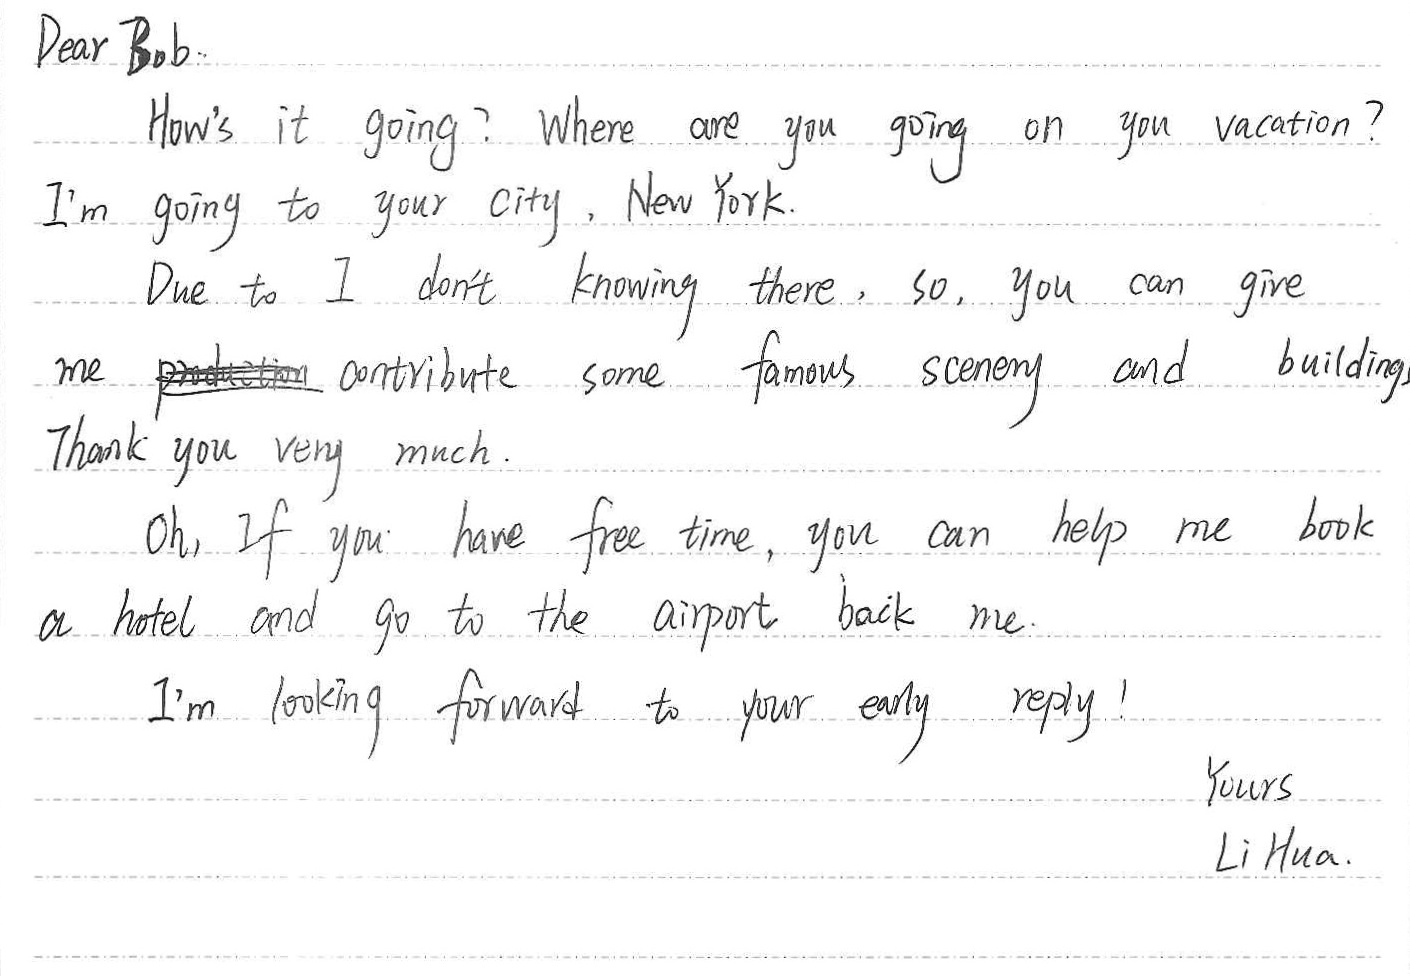 Dear Bob.
How's it going? Where are you going on you vacation?
I'm going to your city, New York.
Due to I don't knowing there, so, you can give
me contribute some famous scenery and buildings
Thank you very much.
Oh, If you have free time, you can help me book
a hotel and go to the airport back me.
I'm looking forward to your early reply!
Yours
Li Hua.